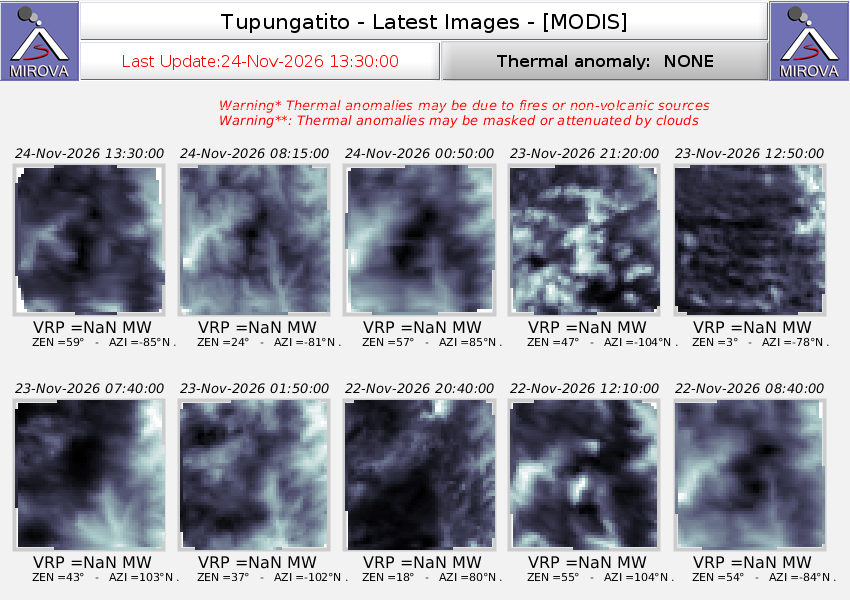 Tupungatito - Latest Images - [MODIS]
MIROVA
Last Update:24-Nov-2026 13:30:00
Thermal anomaly: NONE
MIROVA
Warning* Thermal anomalies may be due to fires or non-volcanic sources
Warning**: Thermal anomalies may be masked or attenuated by clouds
24-Nov-2026 13:30:00 24-Nov-2026 08:15:00 24-Nov-2026 00:50:00 23-Nov-2026 21:20:00 23-Nov-2026 12:50:00
VRP =NaN MW VRP =NaN MW VRP =NaN MW VRP =NaN MW VRP =NaN MW
ZEN =59° - AZI =-85°N . ZEN =24° - AZI =-81°N . ZEN =57° - AZI =85°N . ZEN =47° - AZI =-104°N . ZEN =3° - AZI =-78°N .
23-Nov-2026 07:40:00 23-Nov-2026 01:50:00 22-Nov-2026 20:40:00 22-Nov-2026 12:10:00 22-Nov-2026 08:40:00
VRP =NaN MW VRP =NaN MW VRP =NaN MW VRP =NaN MW VRP =NaN MW
ZEN =43° - AZI =103°N . ZEN =37° - AZI =-102°N . ZEN =18° - AZI =80°N . ZEN =55° - AZI =104°N . ZEN =54° - AZI =-84°N .